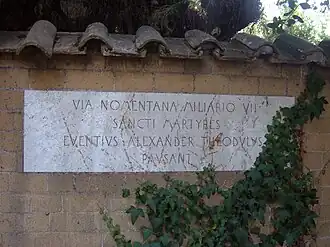 VIA NOMENTANA MILIARIO VII
SANCTI MARTYRES
EVENTIVS ALEXANDER THEODVLVS
PAVSANT